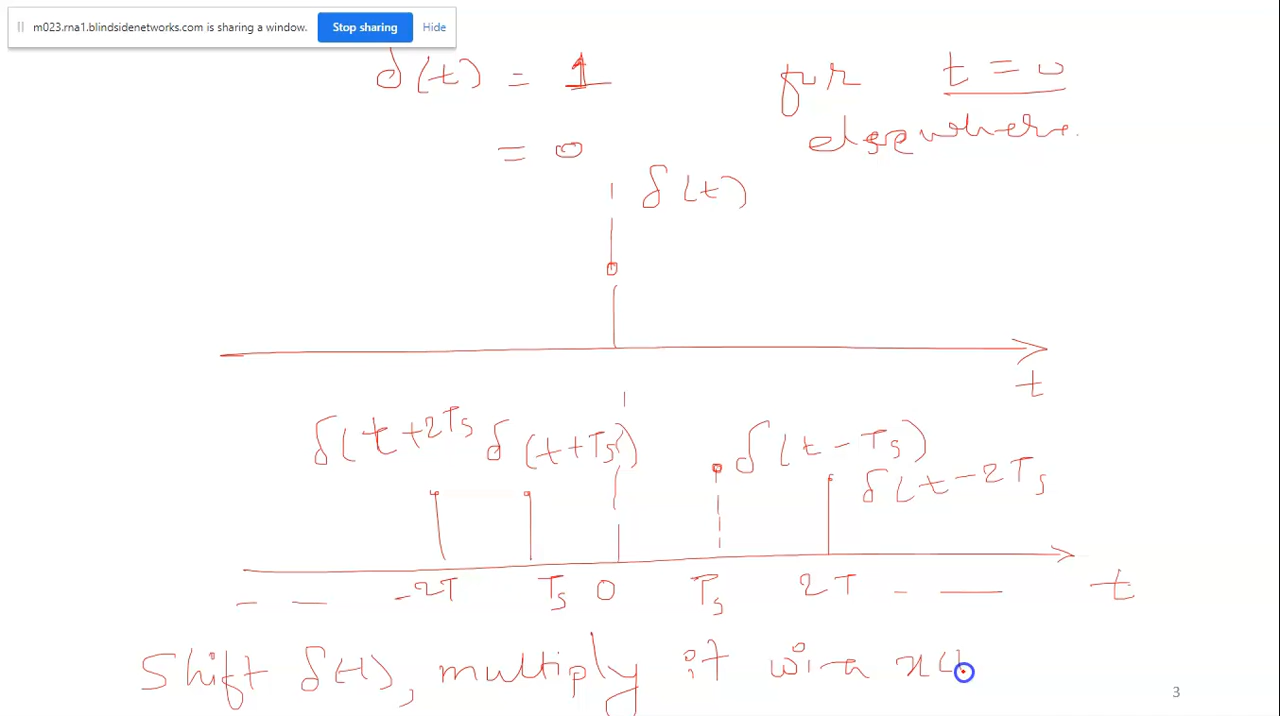 m023.rna1.blindsidenetworks.com is sharing a window. Stop sharing Hide
δ(t) = 1 for t = 0
= 0 elsewhere.
δ(t)
t
δ(t+2Ts δ(t+Ts) δ(t-Ts)
δ(t-2Ts
-2T Ts 0 Ts 2T t
Shift δ(t), multiply it with x(
3